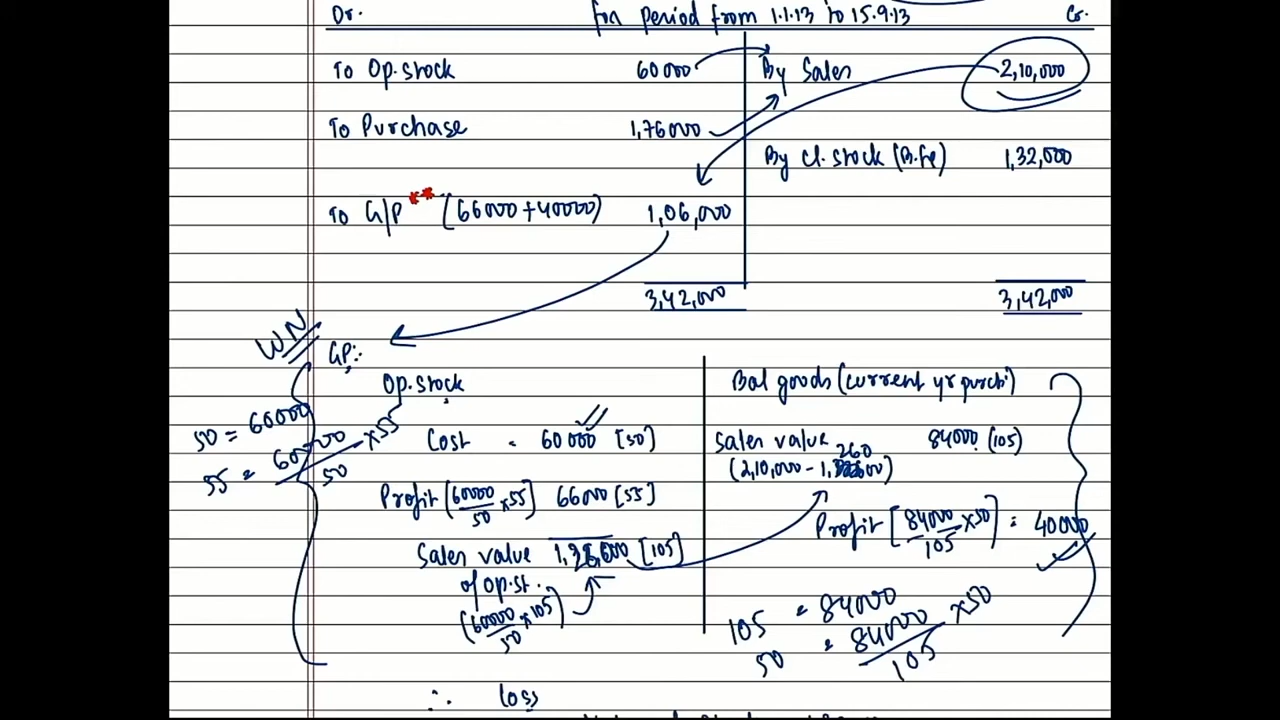 Dr. for period from 1.1.13 to 15.9.13 Cr.
To Op.stock 60000 By Sales 2,10,000
To Purchase 1,76000
By Cl.stock (B.fig) 1,32,000
To G/P ** (66000+40000) 1,06,000
3,42,000 3,42,000
WN
GP:
Op.stock Bal goods (current yr purch)
50 = 60000
55 = 60000/50 x55
Cost = 60000 [50] Sales value 84000 (105)
260
(2,10,000 - 1, 00)
Profit [60000/50 x55] 66000 [55]
Profit [84000/105 x50] = 40000
Sales value 1,26,000 [105]
of op.st.
(60000/50 x105)
105 = 84000
50 = 84000/105 x50
∴ loss